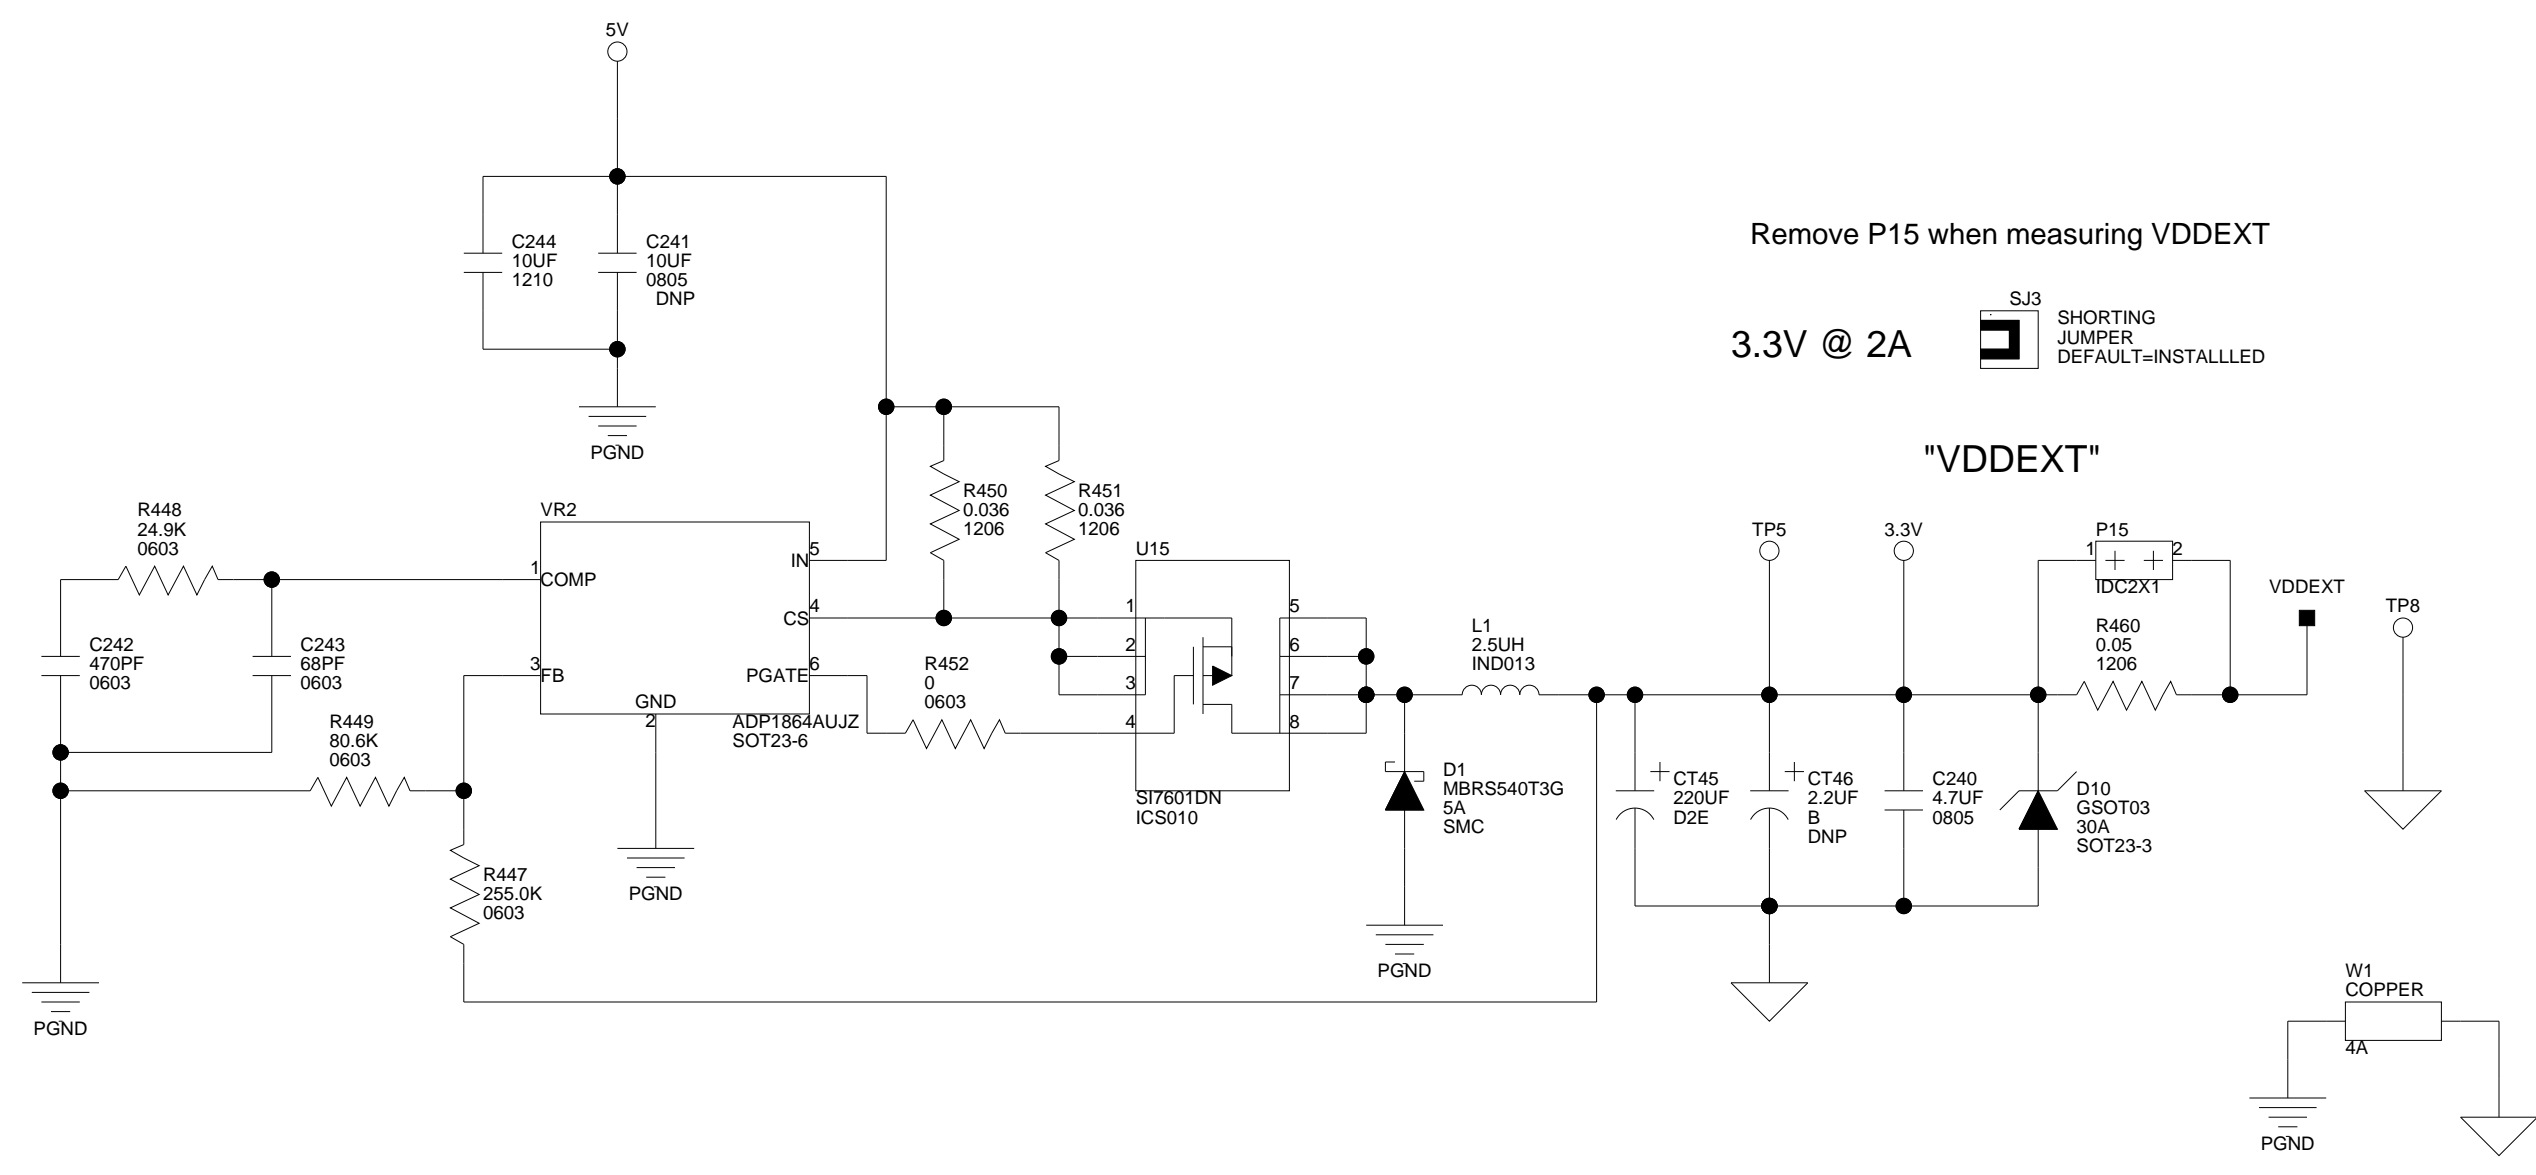 5V
C244
10UF
1210
C241
10UF
0805
DNP
PGND
Remove P15 when measuring VDDEXT
3.3V @ 2A
SJ3
SHORTING
JUMPER
DEFAULT=INSTALLLED
"VDDEXT"
R448
24.9K
0603
C242
470PF
0603
C243
68PF
0603
R449
80.6K
0603
R447
255.0K
0603
PGND
VR2
1
COMP
3
FB
GND
2
IN
5
CS
4
PGATE
6
ADP1864AUJZ
SOT23-6
PGND
R450
0.036
1206
R451
0.036
1206
R452
0
0603
U15
1
2
3
4
5
6
7
8
SI7601DN
ICS010
L1
2.5UH
IND013
D1
MBRS540T3G
5A
SMC
PGND
TP5
3.3V
P15
1
2
IDC2X1
R460
0.05
1206
VDDEXT
TP8
CT45
220UF
D2E
CT46
2.2UF
B
DNP
C240
4.7UF
0805
D10
GSOT03
30A
SOT23-3
W1
COPPER
4A
PGND